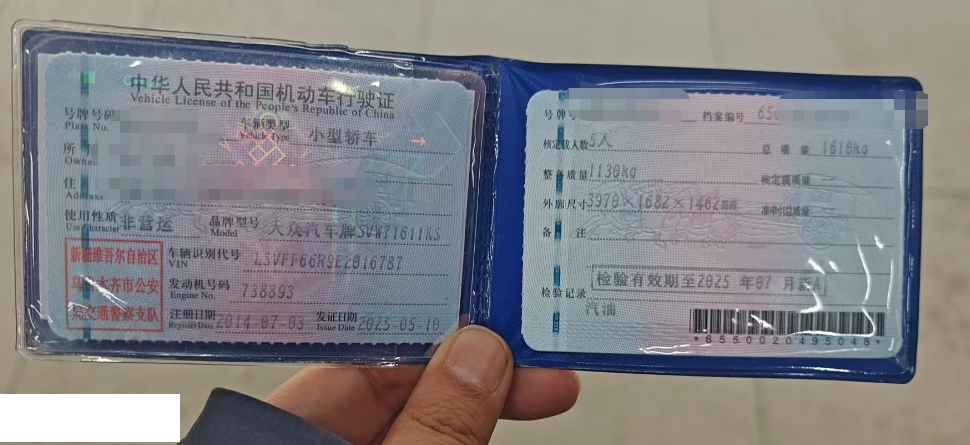 中华人民共和国机动车行驶证
Vehicle License of the People's Republic of China
号牌号码
Plate No.
车辆类型 小型轿车
Vehicle Type
所
Owner
住
Address
使用性质 非营运 品牌型号 大众汽车牌SVW71611KS
Use Character Model
新疆维吾尔自治区
乌鲁木齐市公安
局交通警察支队
车辆识别代号 LSVFF66R9E2016787
VIN
发动机号码 738893
Engine No.
注册日期 2014-07-03 发证日期 2025-05-10
Register Date Issue Date
号牌号 档案编号 650
核定载人数 5人 总质量 1610kg
整备质量 1130kg 核定载质量
外廓尺寸 3970×1682×1462 准牵引总质量
备 注
检验记录 检验有效期至2025 年07 月新A
汽油
*6550020495048*